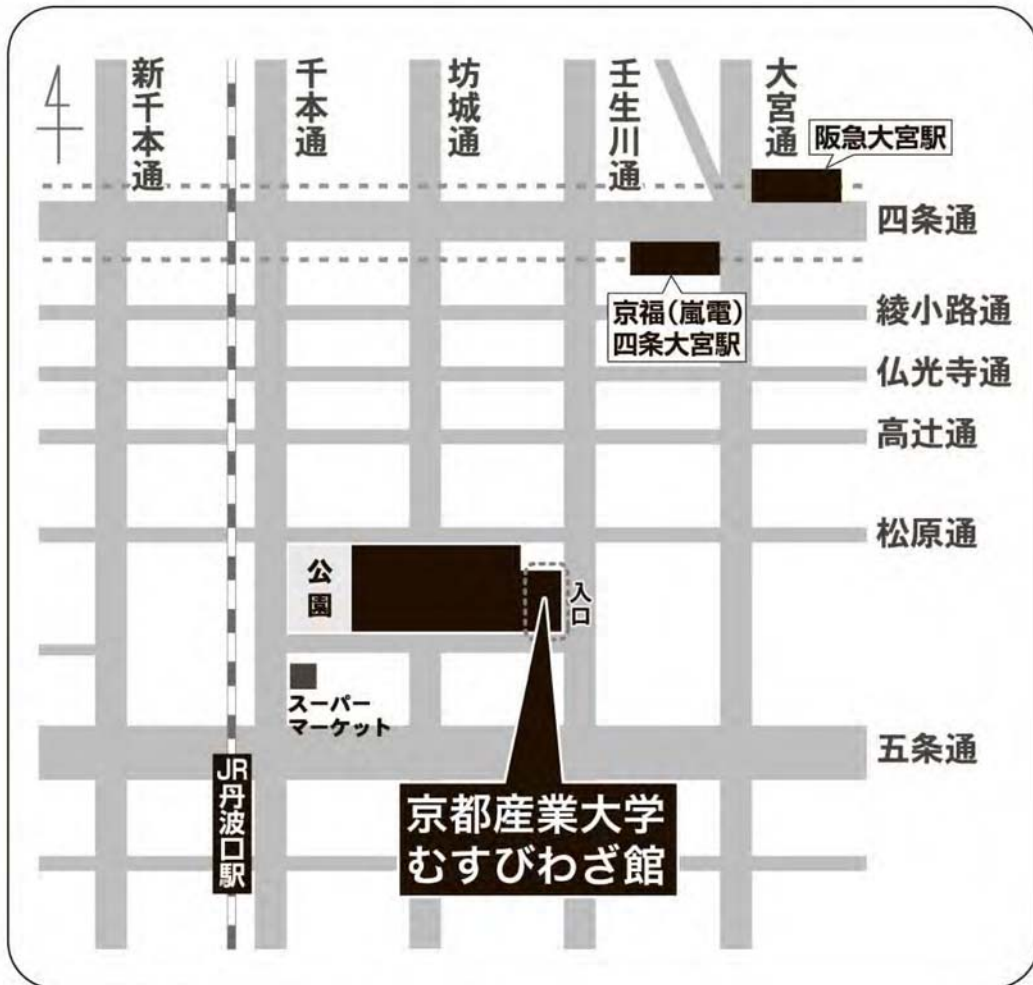 新千本通
千本通
坊城通
壬生川通
大宮通
阪急大宮駅
四条通
京福(嵐電)
四条大宮駅
綾小路通
仏光寺通
高辻通
松原通
公園
入口
スーパー
マーケット
五条通
JR丹波口駅
京都産業大学
むすびわざ館